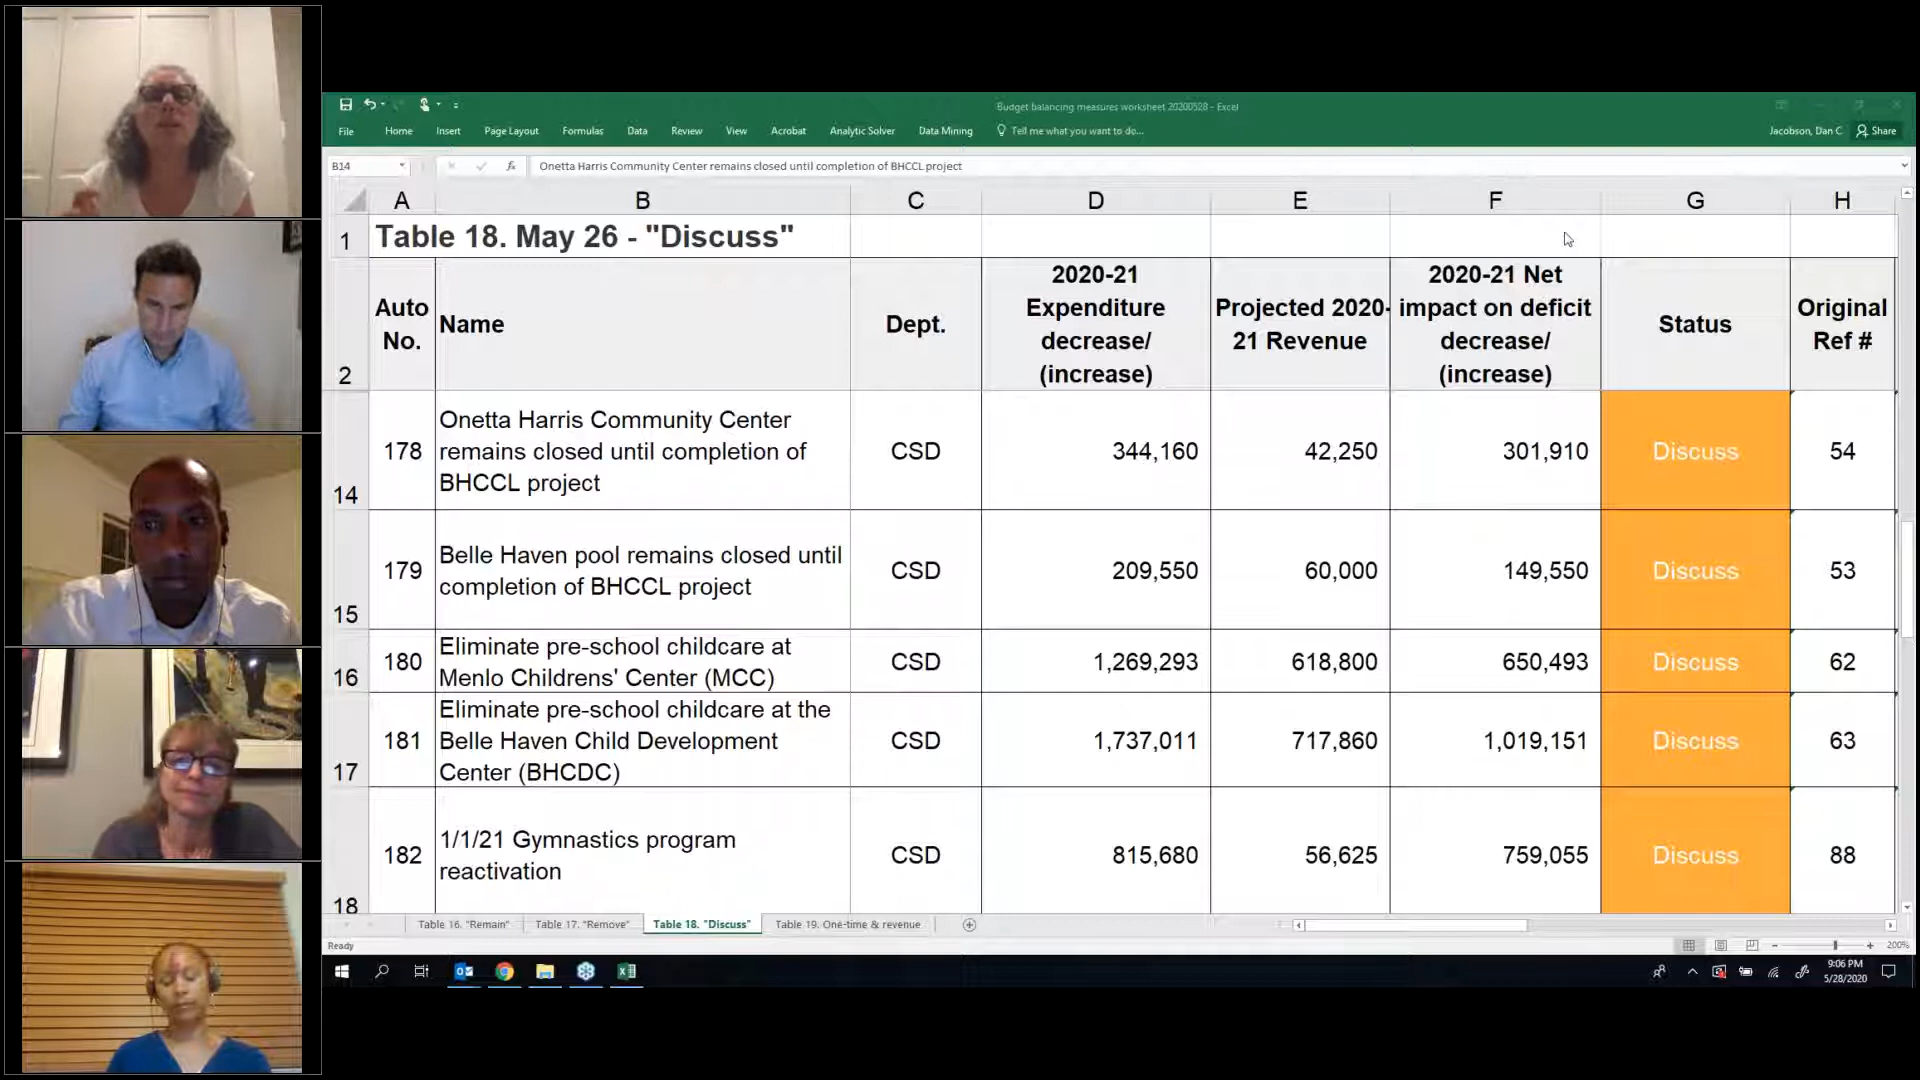 Budget balancing measures worksheet 20200528 - Excel
File Home Insert Page Layout Formulas Data Review View Acrobat Analytic Solver Data Mining Tell me what you want to do... Jacobson, Dan C Share
B14 fx Onetta Harris Community Center remains closed until completion of BHCCL project
A B C D E F G H
1 Table 18. May 26 - "Discuss"
2020-21 2020-21 Net
Auto Name Dept. Expenditure Projected 2020- impact on deficit Status Original
No. decrease/ 21 Revenue decrease/ Ref #
2 (increase) (increase)
Onetta Harris Community Center
178 remains closed until completion of CSD 344,160 42,250 301,910 Discuss 54
14 BHCCL project
Belle Haven pool remains closed until
179 completion of BHCCL project CSD 209,550 60,000 149,550 Discuss 53
15
Eliminate pre-school childcare at
16 180 Menlo Childrens' Center (MCC) CSD 1,269,293 618,800 650,493 Discuss 62
Eliminate pre-school childcare at the
181 Belle Haven Child Development CSD 1,737,011 717,860 1,019,151 Discuss 63
17 Center (BHCDC)
1/1/21 Gymnastics program
182 reactivation CSD 815,680 56,625 759,055 Discuss 88
18
Table 16. "Remain" Table 17. "Remove" Table 18. "Discuss" Table 19. One-time & revenue
Ready 200%
9:06 PM
5/28/2020